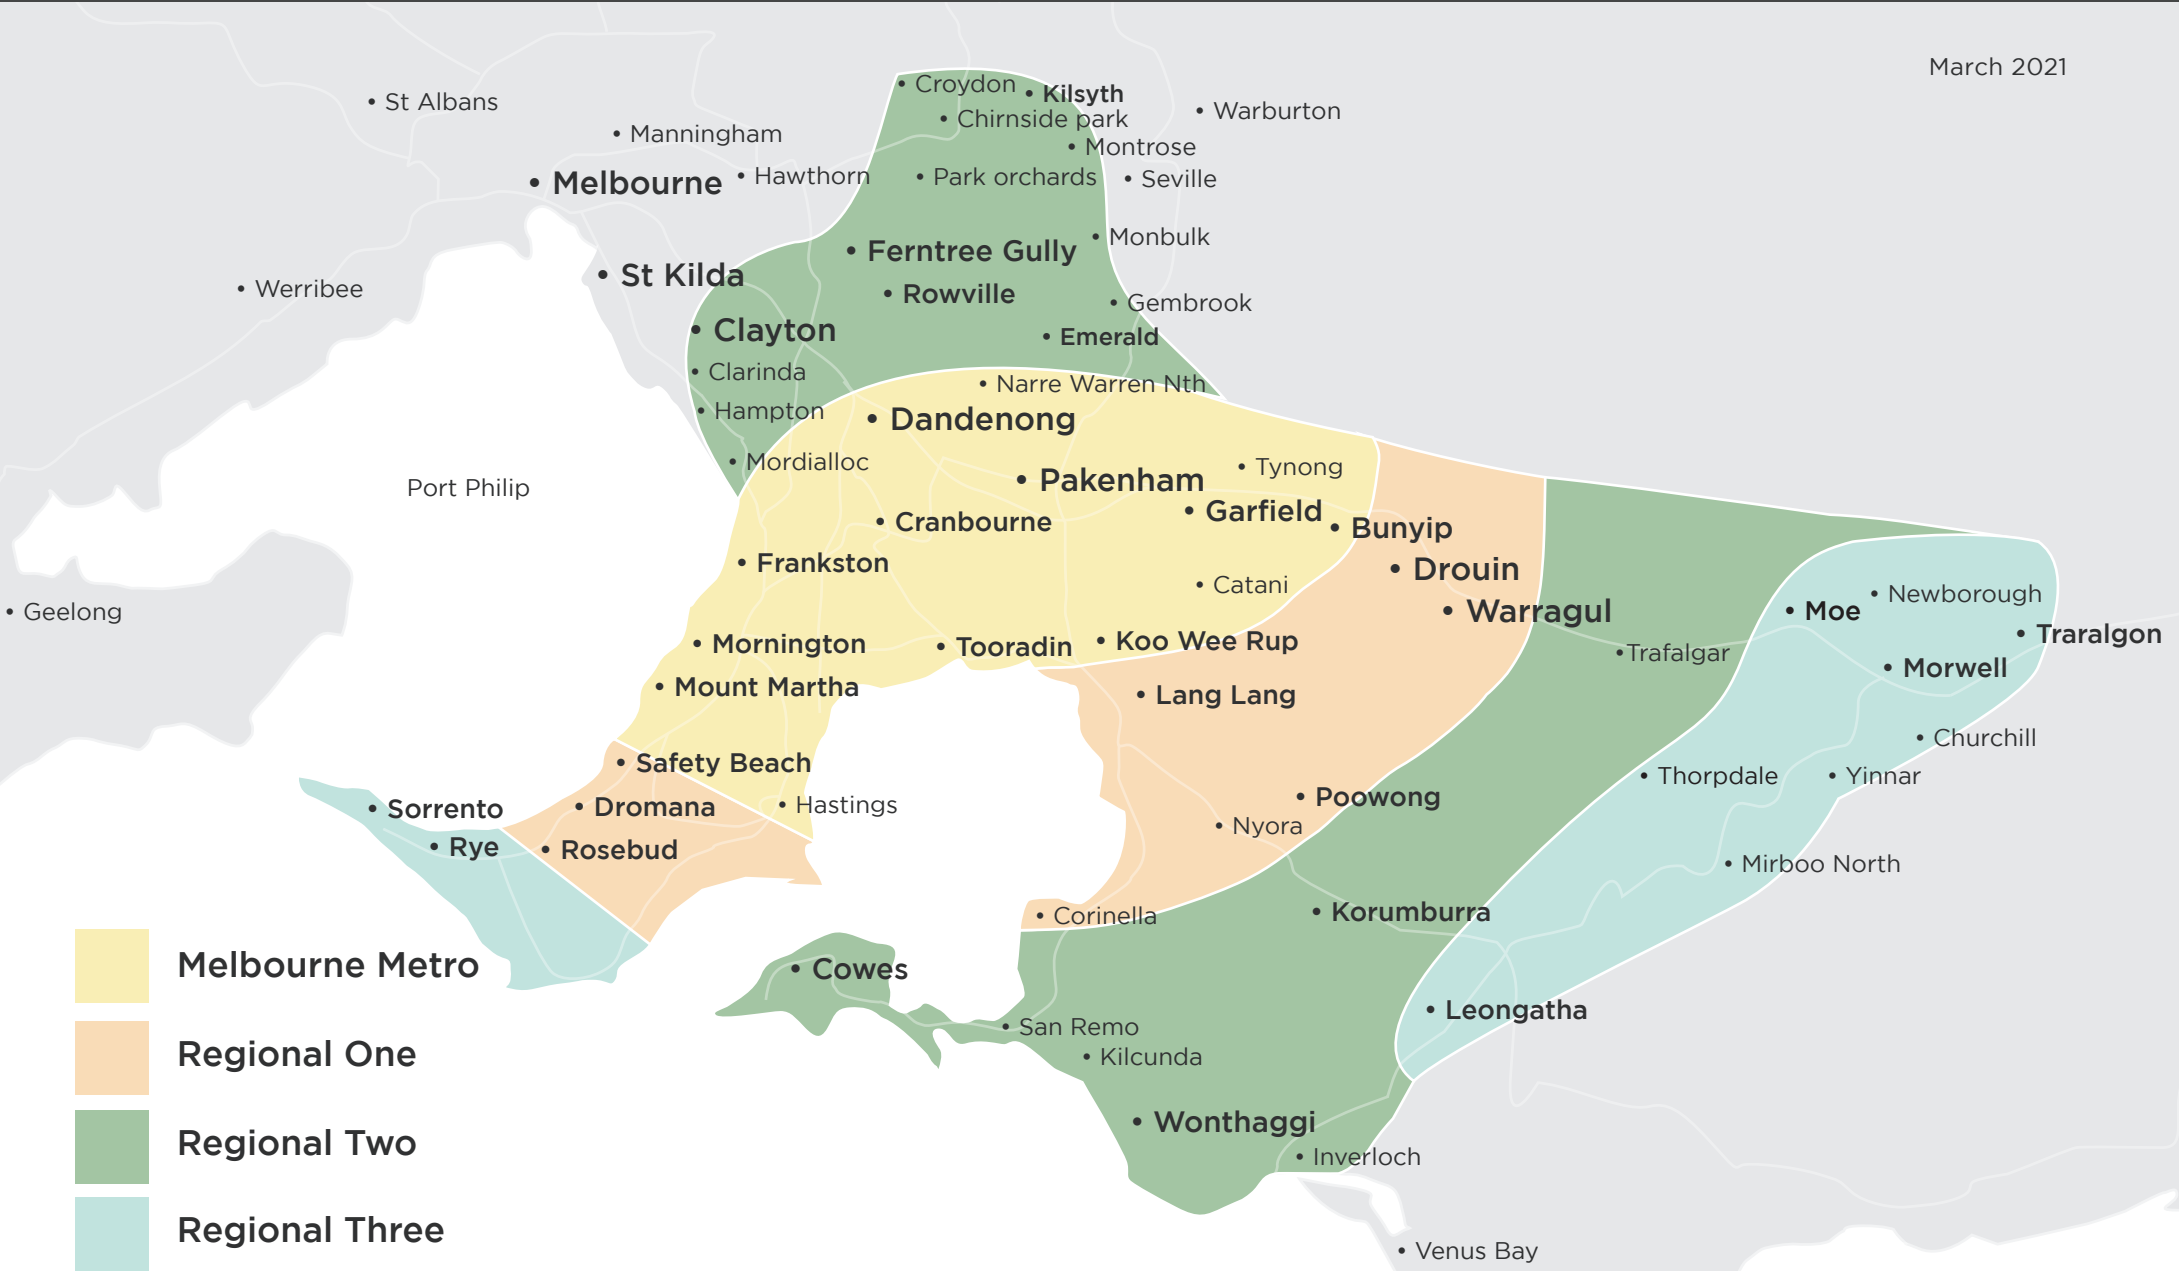 March 2021
Croydon
Kilsyth
St Albans
Warburton
Chirnside park
Manningham
Montrose
Hawthorn
Park orchards
Seville
Melbourne
Monbulk
Ferntree Gully
St Kilda
Werribee
Rowville
Gembrook
Clayton
Emerald
Clarinda
Narre Warren Nth
Hampton
Dandenong
Mordialloc
Tynong
Pakenham
Port Philip
Garfield
Cranbourne
Bunyip
Frankston
Drouin
Catani
Newborough
Geelong
Warragul
Moe
Traralgon
Koo Wee Rup
Mornington
Tooradin
Trafalgar
Morwell
Mount Martha
Lang Lang
Churchill
Safety Beach
Thorpdale
Yinnar
Poowong
Hastings
Dromana
Sorrento
Nyora
Rye
Rosebud
Mirboo North
Korumburra
Corinella
Melbourne Metro
Cowes
Leongatha
San Remo
Regional One
Kilcunda
Wonthaggi
Regional Two
Inverloch
Regional Three
Venus Bay